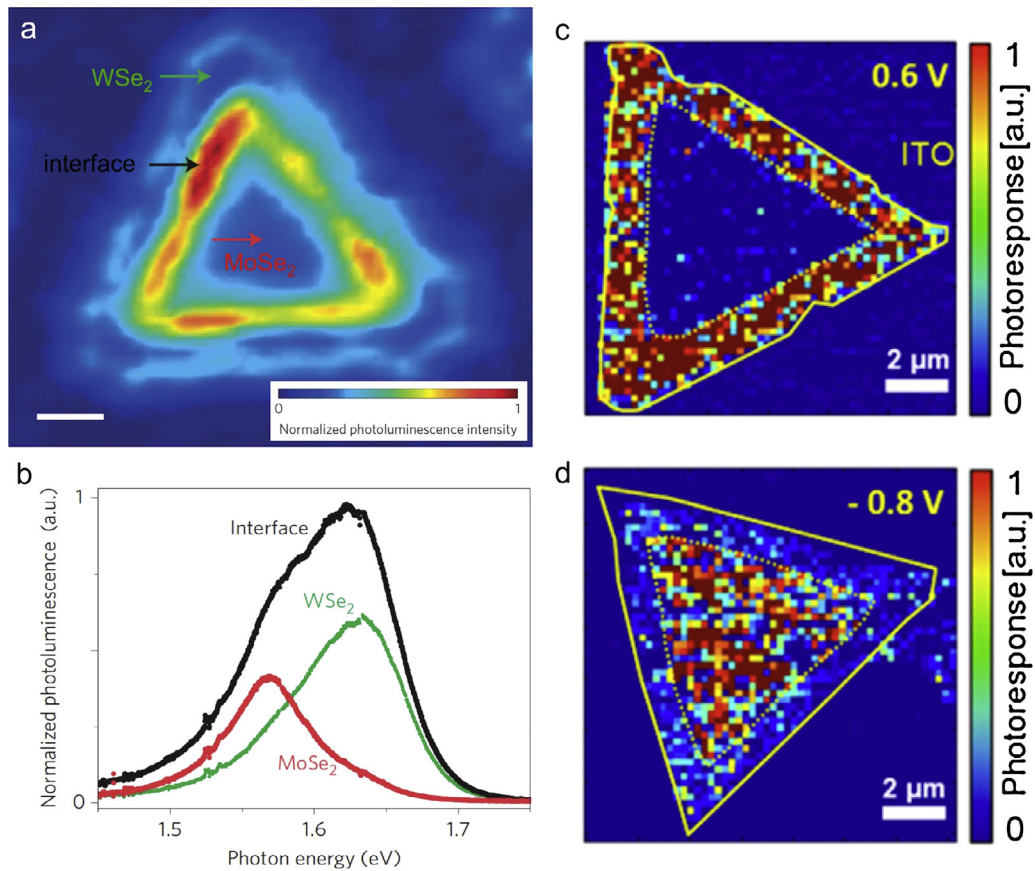 a
WSe₂
interface
MoSe₂
0
1
Normalized photoluminescence intensity
b
Normalized photoluminescence (a.u.)
1
0
Interface
WSe₂
MoSe₂
1.5
1.6
1.7
Photon energy (eV)
c
0.6 V
ITO
2 µm
1
Photoresponse[a.u.]
0
d
- 0.8 V
2 µm
1
Photoresponse[a.u.]
0